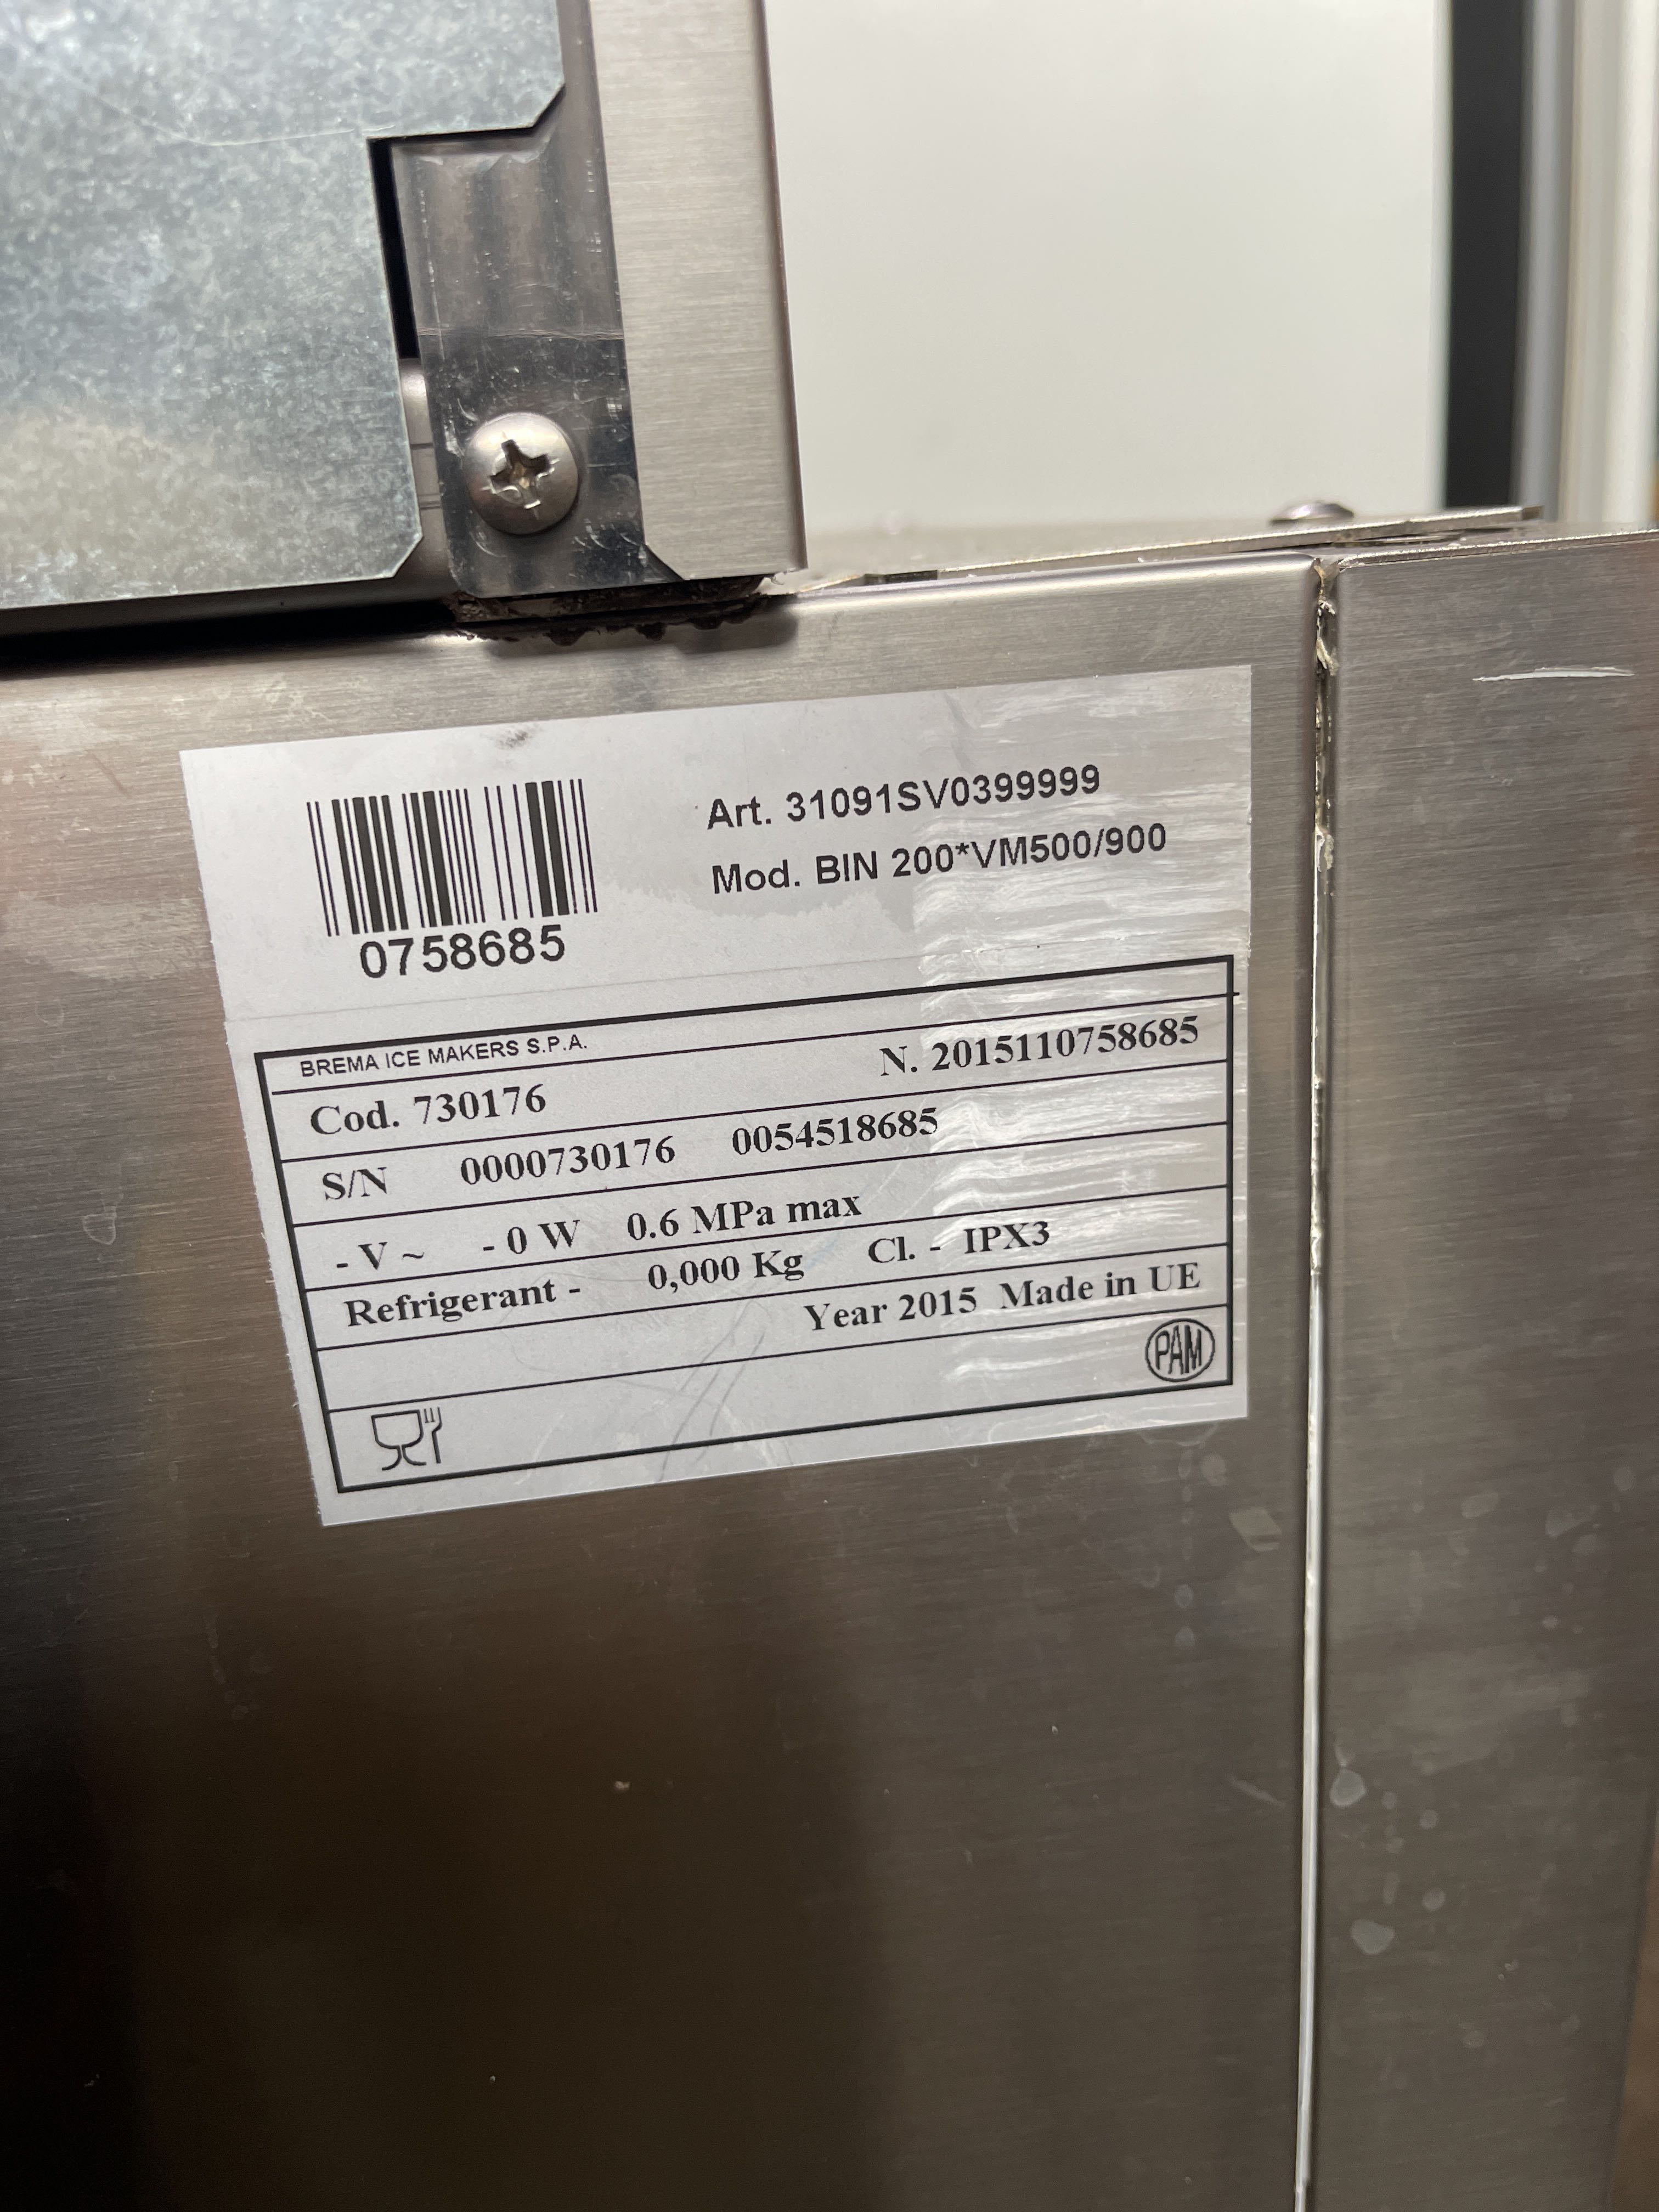 Art. 31091SV0399999
Mod. BIN 200*VM500/900
0758685
BREMA ICE MAKERS S.P.A.
Cod. 730176 N. 2015110758685
S/N 0000730176 0054518685
- V ~ - 0 W 0.6 MPa max
Refrigerant - 0,000 Kg Cl. - IPX3
Year 2015 Made in UE
PAM